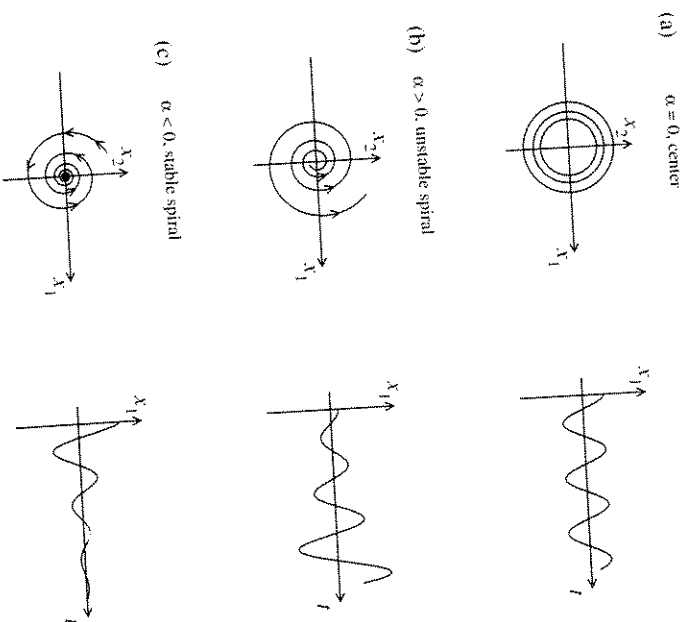 (a) α = 0, center
x₂
x₁
x₁
t
(b) α > 0, unstable spiral
x₂
x₁
x₁
t
(c) α < 0, stable spiral
x₂
x₁
x₁
t